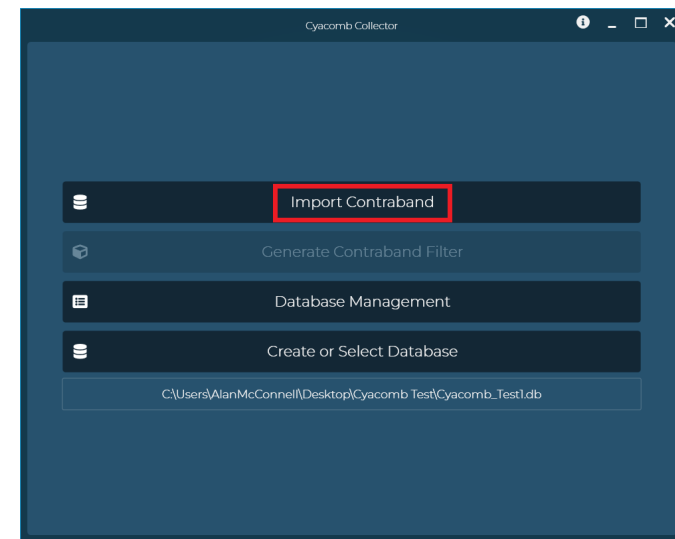 Cyacomb Collector
Import Contraband
Generate Contraband Filter
Database Management
Create or Select Database
C:\Users\AlanMcConnell\Desktop\Cyacomb Test\Cyacomb_Test1.db